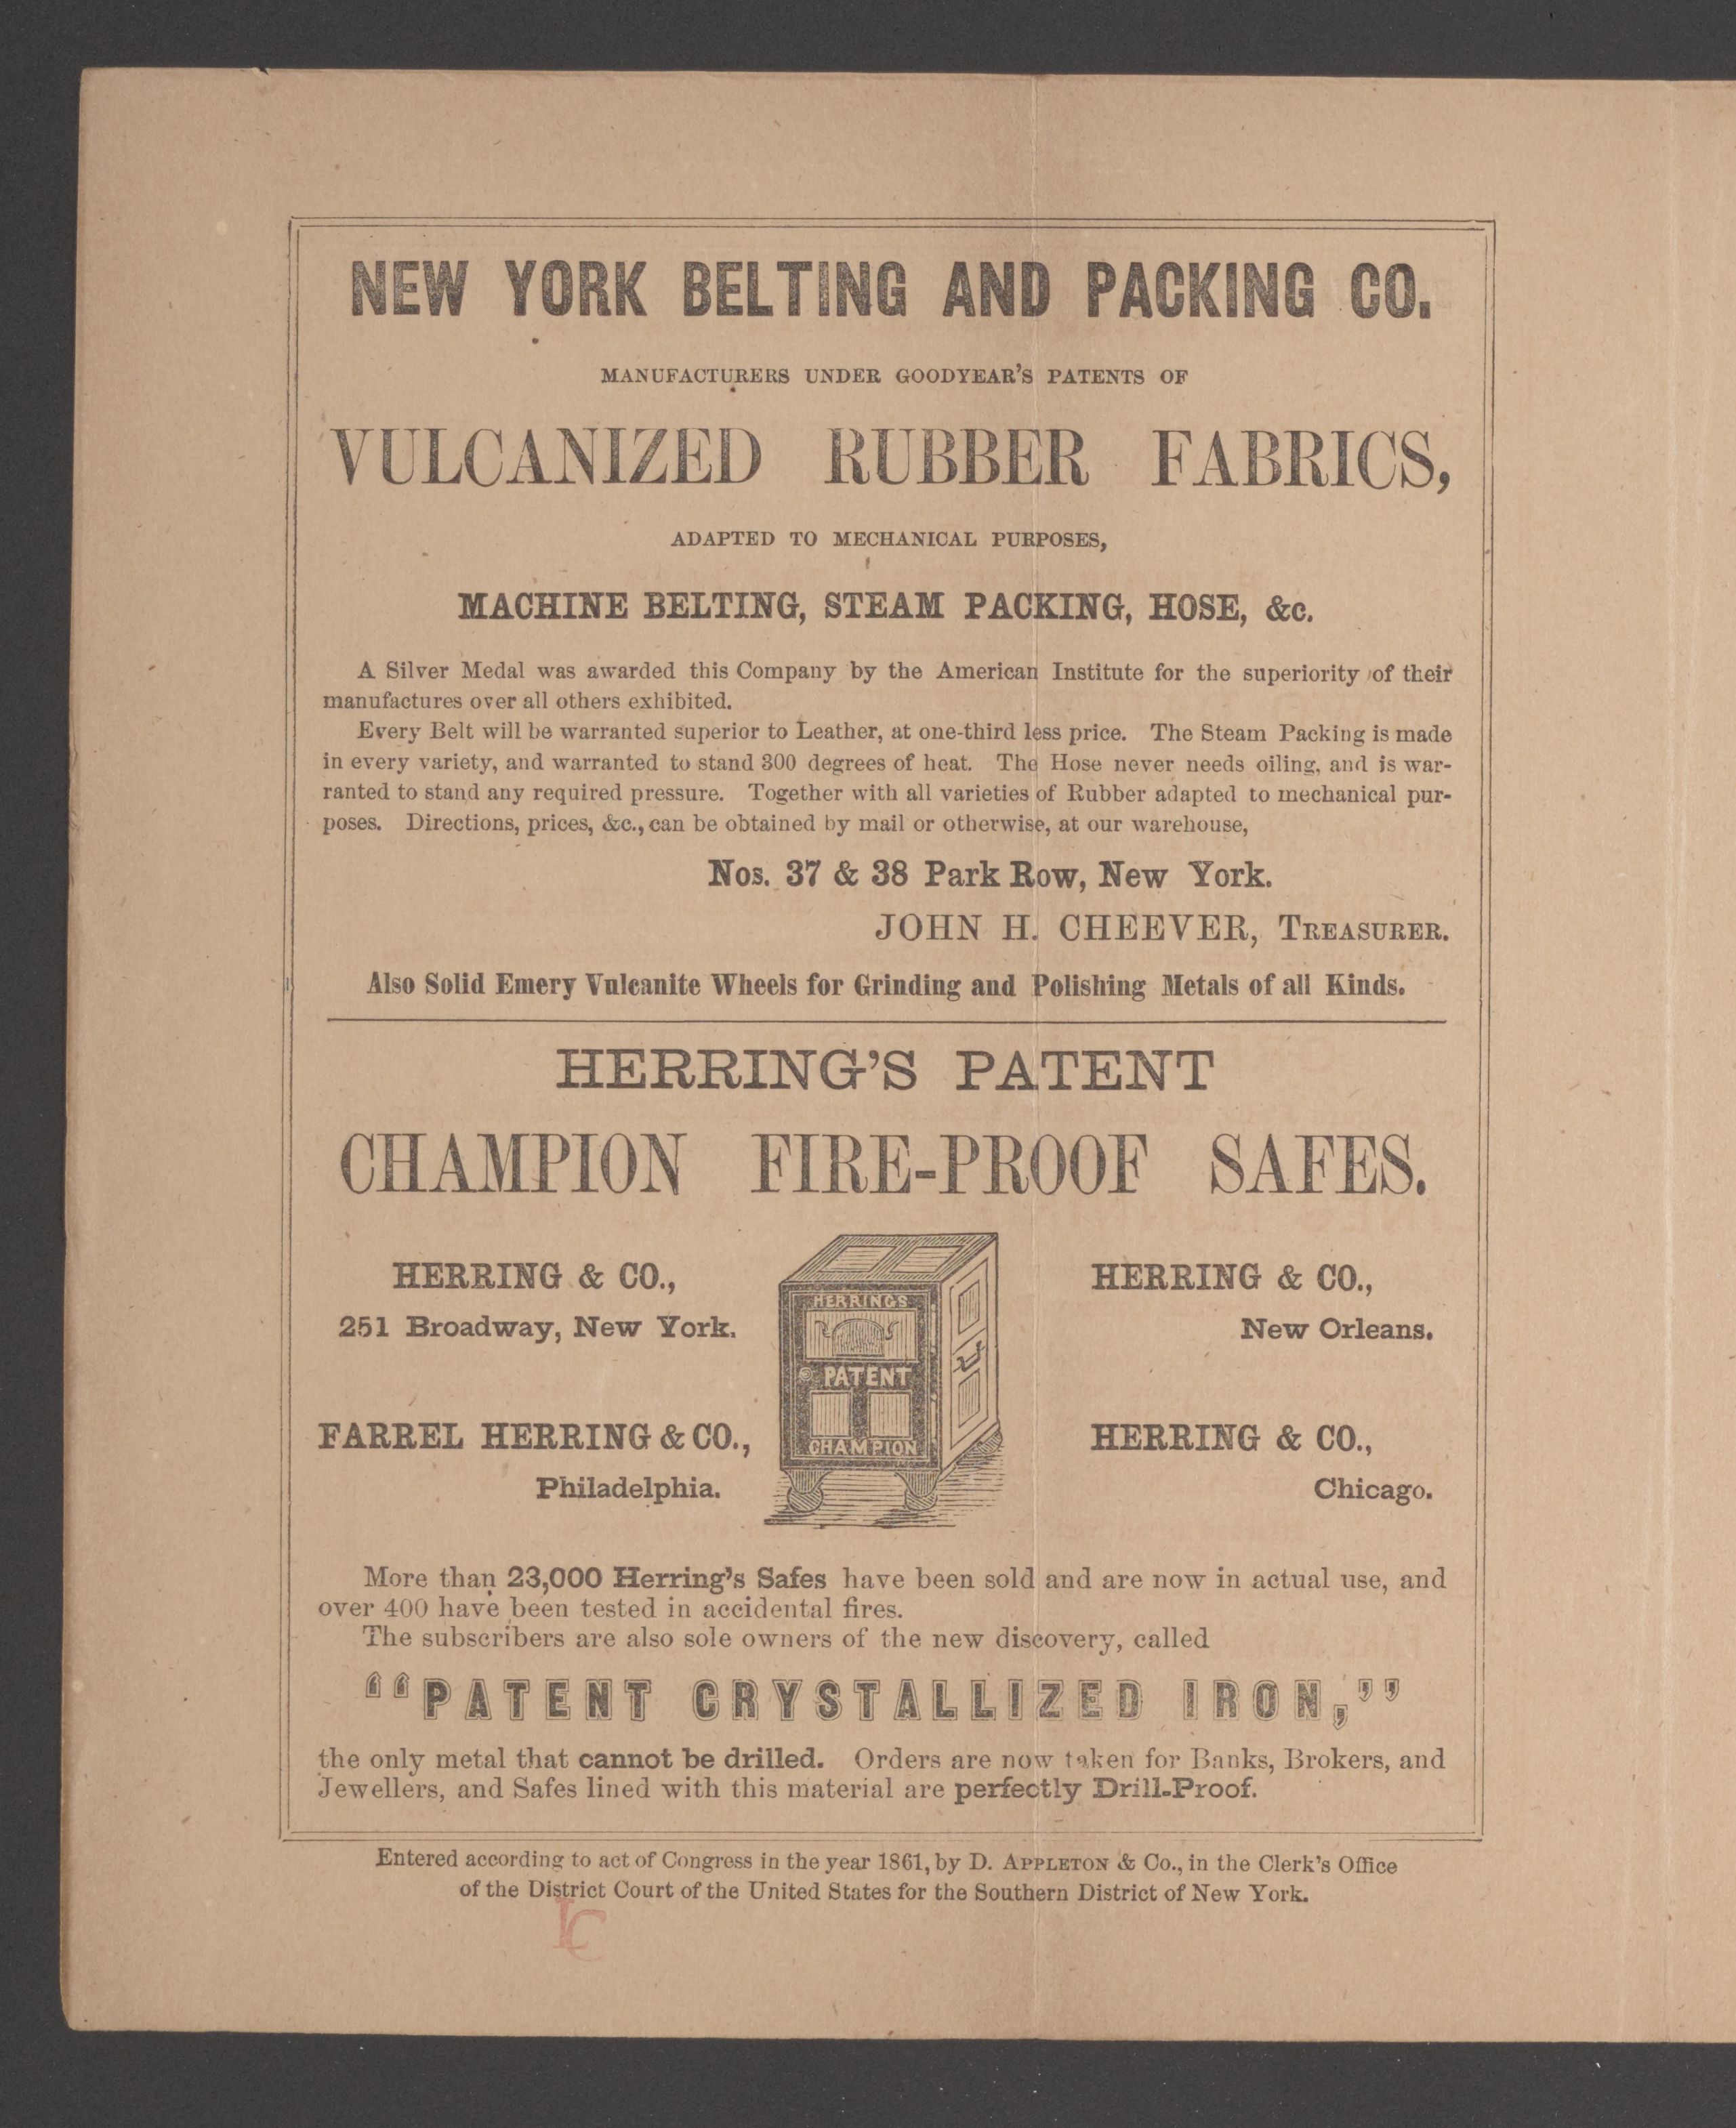 NEW YORK BELTING AND PACKING CO.
MANUFACTURERS UNDER GOODYEAR'S PATENTS OF
VULCANIZED RUBBER FABRICS,
ADAPTED TO MECHANICAL PURPOSES,
MACHINE BELTING, STEAM PACKING, HOSE, &c.
A Silver Medal was awarded this Company by the American Institute for the superiority of their
manufactures over all others exhibited.
Every Belt will be warranted superior to Leather, at one-third less price. The Steam Packing is made
in every variety, and warranted to stand 300 degrees of heat. The Hose never needs oiling, and is war-
ranted to stand any required pressure. Together with all varieties of Rubber adapted to mechanical pur-
poses. Directions, prices, &c., can be obtained by mail or otherwise, at our warehouse,
Nos. 37 & 38 Park Row, New York.
JOHN H. CHEEVER, TREASURER.
Also Solid Emery Vulcanite Wheels for Grinding and Polishing Metals of all Kinds.
HERRING'S PATENT
CHAMPION FIRE-PROOF SAFES.
HERRING & CO.,
251 Broadway, New York.
FARREL HERRING & CO.,
Philadelphia.
HERRING'S
PATENT
CHAMPION
HERRING & CO.,
New Orleans.
HERRING & CO.,
Chicago.
More than 23,000 Herring's Safes have been sold and are now in actual use, and
over 400 have been tested in accidental fires.
The subscribers are also sole owners of the new discovery, called
"PATENT CRYSTALLIZED IRON,"
the only metal that cannot be drilled. Orders are now taken for Banks, Brokers, and
Jewellers, and Safes lined with this material are perfectly Drill-Proof.
Entered according to act of Congress in the year 1861, by D. APPLETON & Co., in the Clerk's Office
of the District Court of the United States for the Southern District of New York.
LC